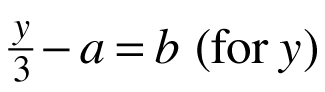 y/3 − a = b (for y)